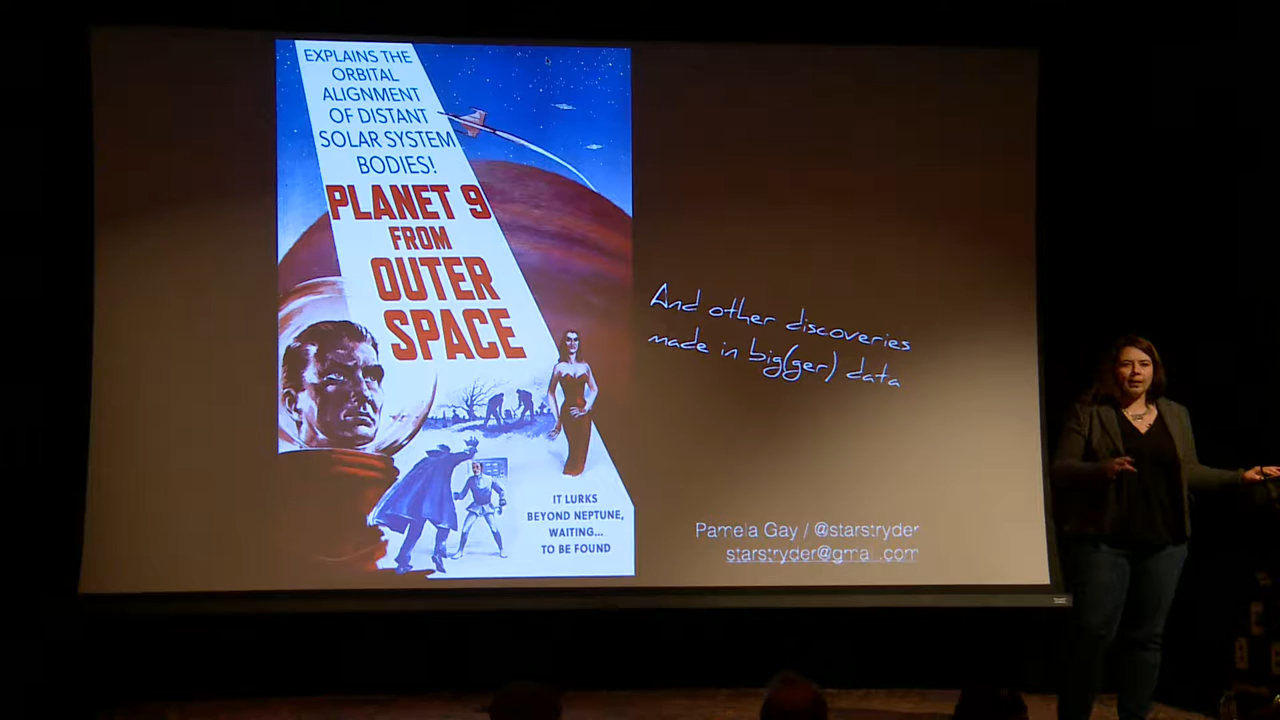 EXPLAINS THE
ORBITAL
ALIGNMENT
OF DISTANT
SOLAR SYSTEM
BODIES!
PLANET 9
FROM
OUTER
SPACE
And other discoveries
made in big(ger) data
IT LURKS
BEYOND NEPTUNE,
WAITING...
TO BE FOUND
Pamela Gay / @starstryder
starstryder@gmail.com